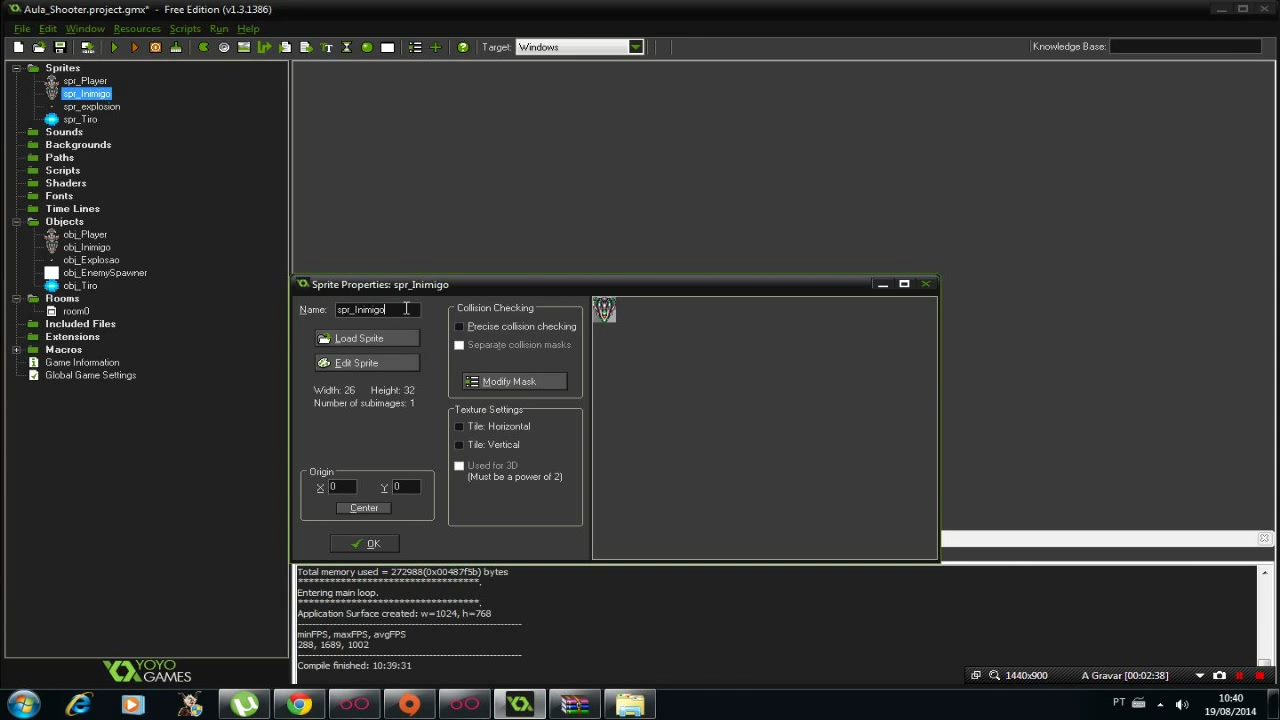 Aula_Shooter.project.gmx* - Free Edition (v1.3.1386)
File Edit Window Resources Scripts Run Help
Target: Windows
Knowledge Base:
Sprites
spr_Player
spr_Inimigo
spr_explosion
spr_Tiro
Sounds
Backgrounds
Paths
Scripts
Shaders
Fonts
Time Lines
Objects
obj_Player
obj_Inimigo
obj_Explosao
obj_EnemySpawner
obj_Tiro
Rooms
room0
Included Files
Extensions
Macros
Game Information
Global Game Settings
YOYO
GAMES
Sprite Properties: spr_Inimigo
Name: spr_Inimigo
Load Sprite
Edit Sprite
Width: 26 Height: 32
Number of subimages: 1
Origin
X 0 Y 0
Center
OK
Collision Checking
Precise collision checking
Separate collision masks
Modify Mask
Texture Settings
Tile: Horizontal
Tile: Vertical
Used for 3D
(Must be a power of 2)
Total memory used = 272988(0x00487f5b) bytes
Entering main loop.
Application Surface created: w=1024, h=768
minFPS, maxFPS, avgFPS
288, 1689, 1002
Compile finished: 10:39:31
1440x900 A Gravar [00:02:38]
PT
10:40
19/08/2014